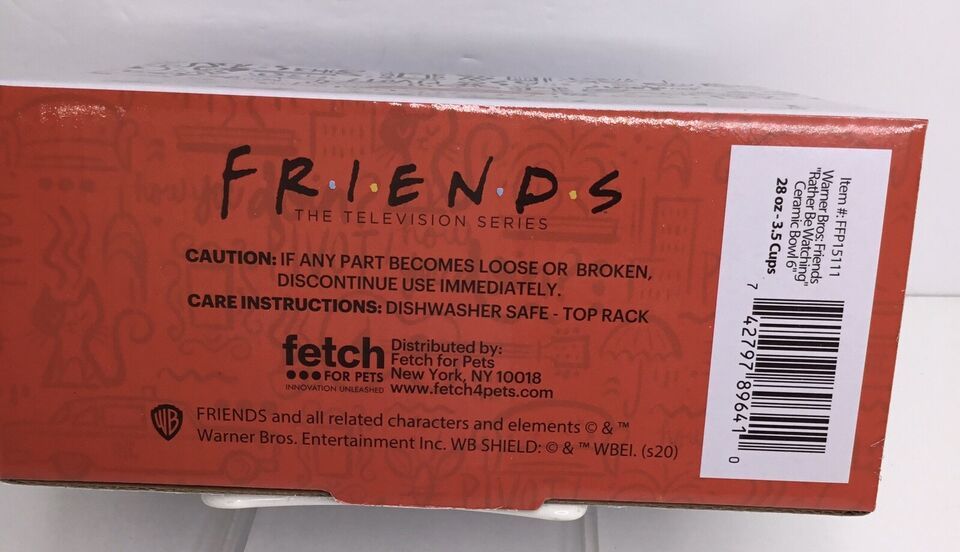 F·R·I·E·N·D·S
THE TELEVISION SERIES
CAUTION: IF ANY PART BECOMES LOOSE OR BROKEN,
DISCONTINUE USE IMMEDIATELY.
CARE INSTRUCTIONS: DISHWASHER SAFE - TOP RACK
fetch
FOR PETS
INNOVATION UNLEASHED
Distributed by:
Fetch for Pets
New York, NY 10018
www.fetch4pets.com
WB
FRIENDS and all related characters and elements © & ™
Warner Bros. Entertainment Inc. WB SHIELD: © & ™ WBEI. (s20)
Item #: FFP15111
Warner Bros: Friends
"Rather Be Watching"
Ceramic Bowl 6"
28 oz - 3.5 Cups
7 42797 89641 0
PIVOT!
# PIVOT!